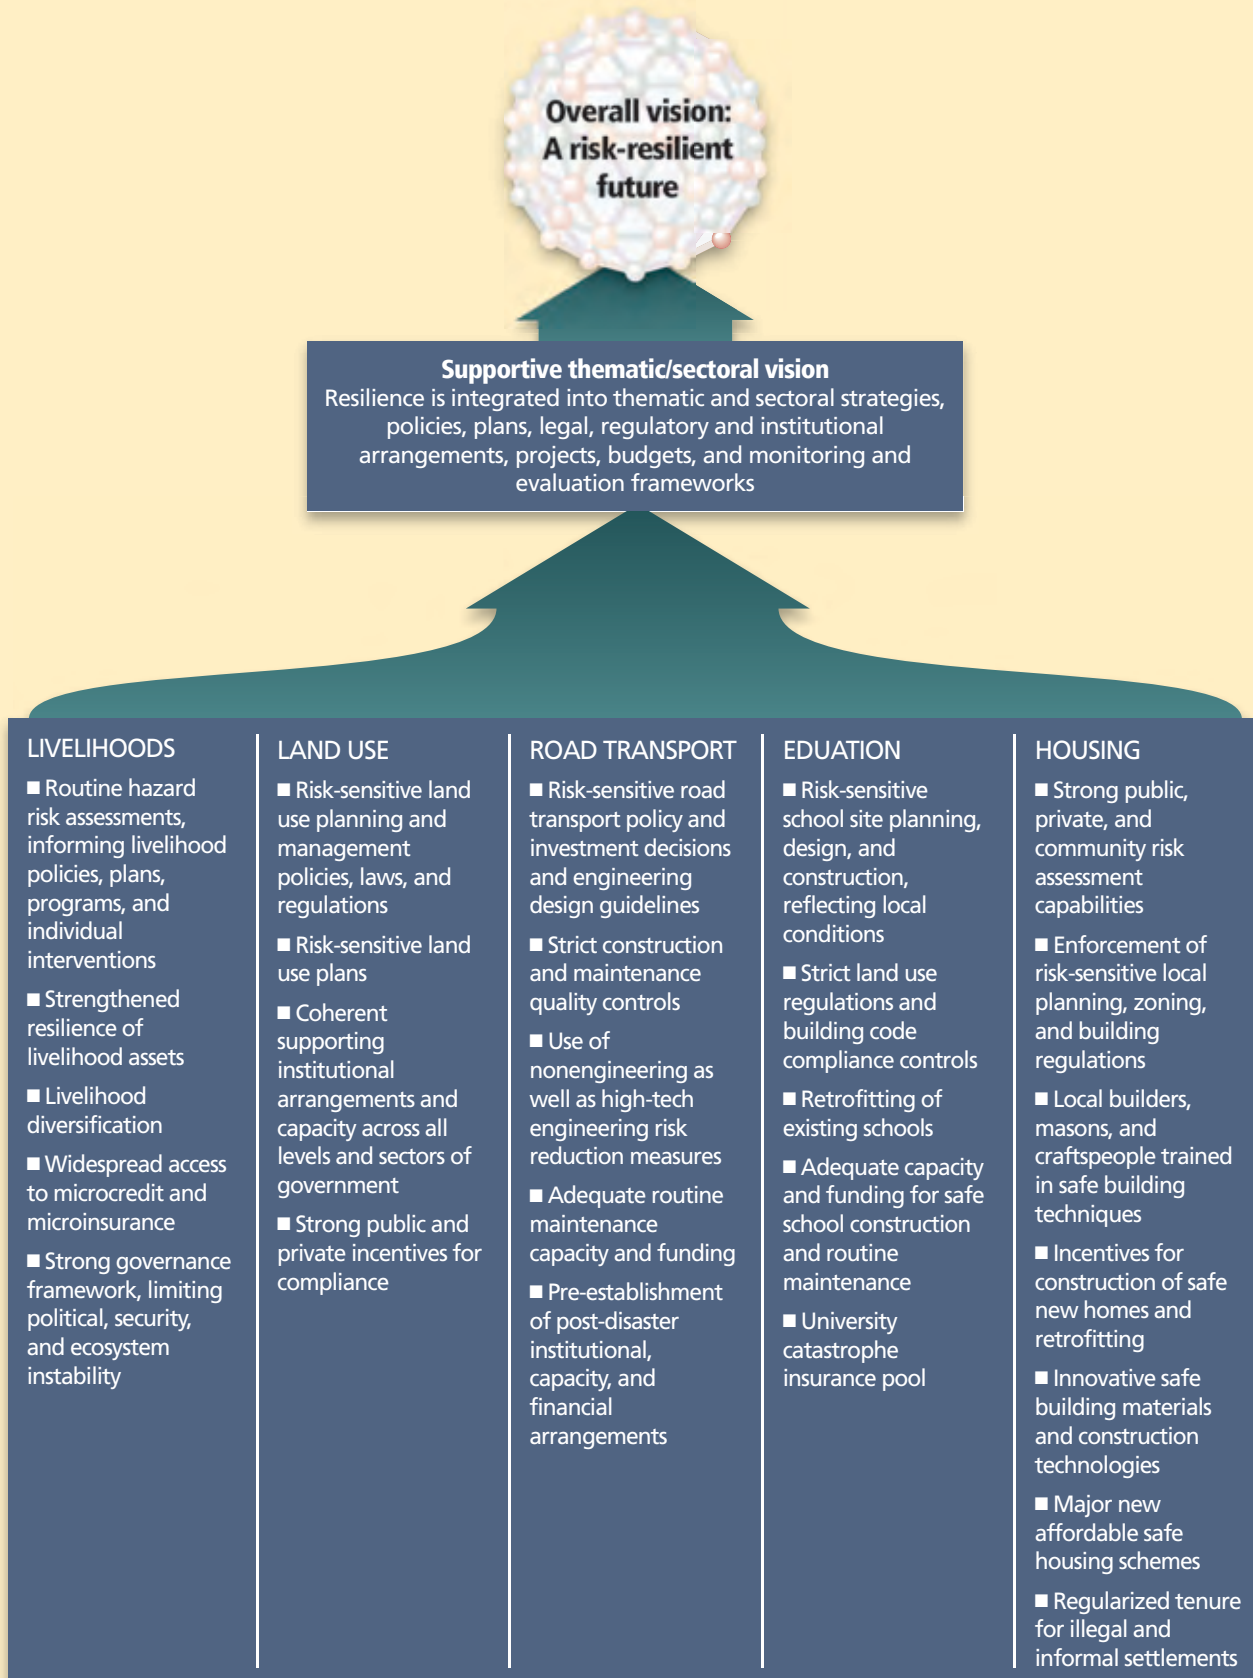 Overall vision:
A risk-resilient
future
Supportive thematic/sectoral vision
Resilience is integrated into thematic and sectoral strategies,
policies, plans, legal, regulatory and institutional
arrangements, projects, budgets, and monitoring and
evaluation frameworks
LIVELIHOODS
■ Routine hazard
risk assessments,
informing livelihood
policies, plans,
programs, and
individual
interventions
■ Strengthened
resilience of
livelihood assets
■ Livelihood
diversification
■ Widespread access
to microcredit and
microinsurance
■ Strong governance
framework, limiting
political, security,
and ecosystem
instability
LAND USE
■ Risk-sensitive land
use planning and
management
policies, laws, and
regulations
■ Risk-sensitive land
use plans
■ Coherent
supporting
institutional
arrangements and
capacity across all
levels and sectors of
government
■ Strong public and
private incentives for
compliance
ROAD TRANSPORT
■ Risk-sensitive road
transport policy and
investment decisions
and engineering
design guidelines
■ Strict construction
and maintenance
quality controls
■ Use of
nonengineering as
well as high-tech
engineering risk
reduction measures
■ Adequate routine
maintenance
capacity and funding
■ Pre-establishment
of post-disaster
institutional,
capacity, and
financial
arrangements
EDUATION
■ Risk-sensitive
school site planning,
design, and
construction,
reflecting local
conditions
■ Strict land use
regulations and
building code
compliance controls
■ Retrofitting of
existing schools
■ Adequate capacity
and funding for safe
school construction
and routine
maintenance
■ University
catastrophe
insurance pool
HOUSING
■ Strong public,
private, and
community risk
assessment
capabilities
■ Enforcement of
risk-sensitive local
planning, zoning,
and building
regulations
■ Local builders,
masons, and
craftspeople trained
in safe building
techniques
■ Incentives for
construction of safe
new homes and
retrofitting
■ Innovative safe
building materials
and construction
technologies
■ Major new
affordable safe
housing schemes
■ Regularized tenure
for illegal and
informal settlements